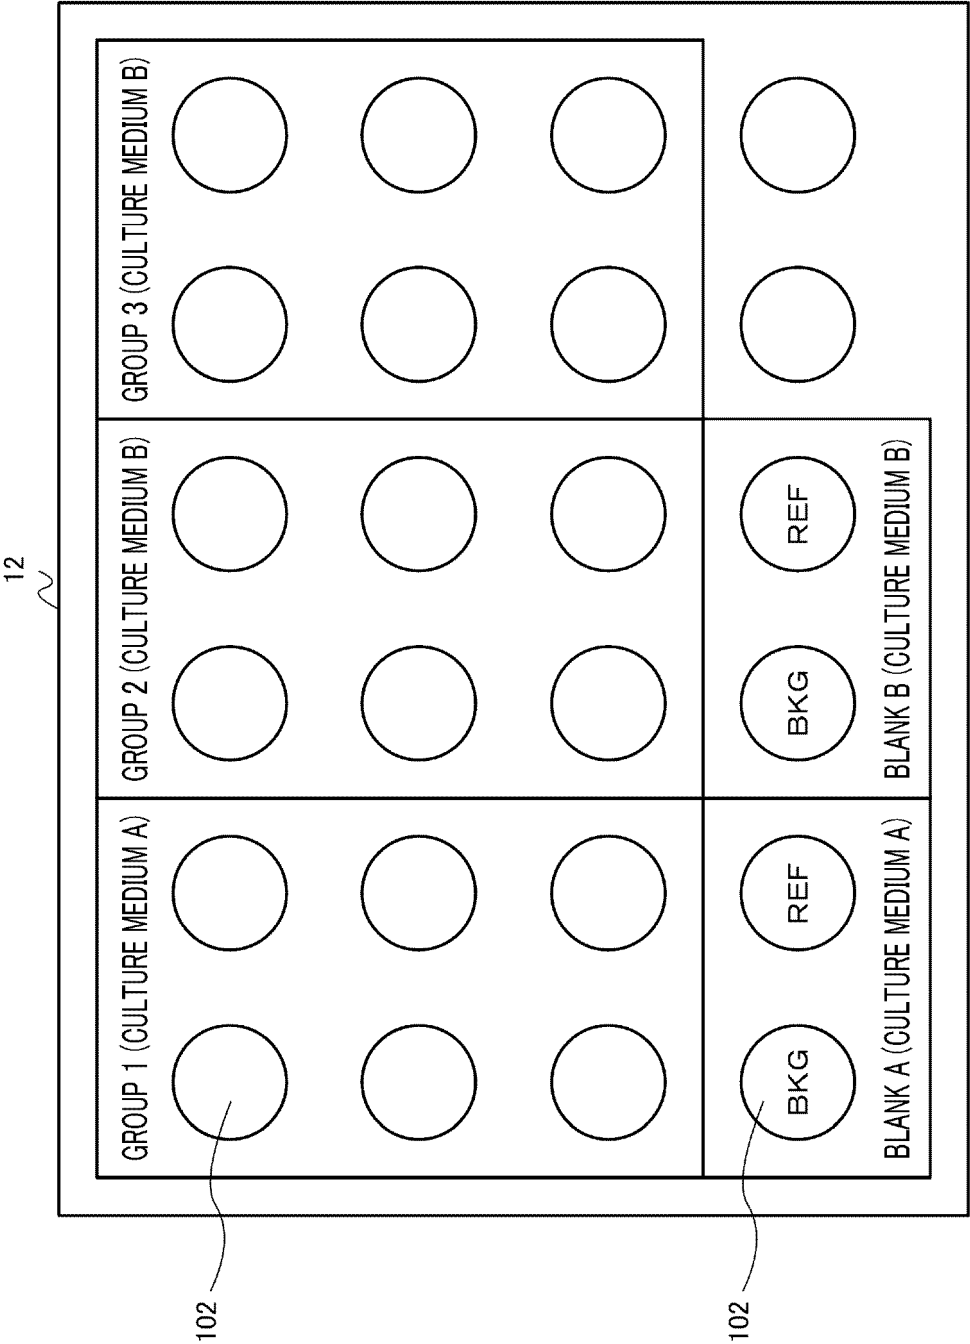 12
GROUP 1 (CULTURE MEDIUM A)
GROUP 2 (CULTURE MEDIUM B)
GROUP 3 (CULTURE MEDIUM B)
102
BKG
REF
BKG
REF
102
BLANK A (CULTURE MEDIUM A)
BLANK B (CULTURE MEDIUM B)